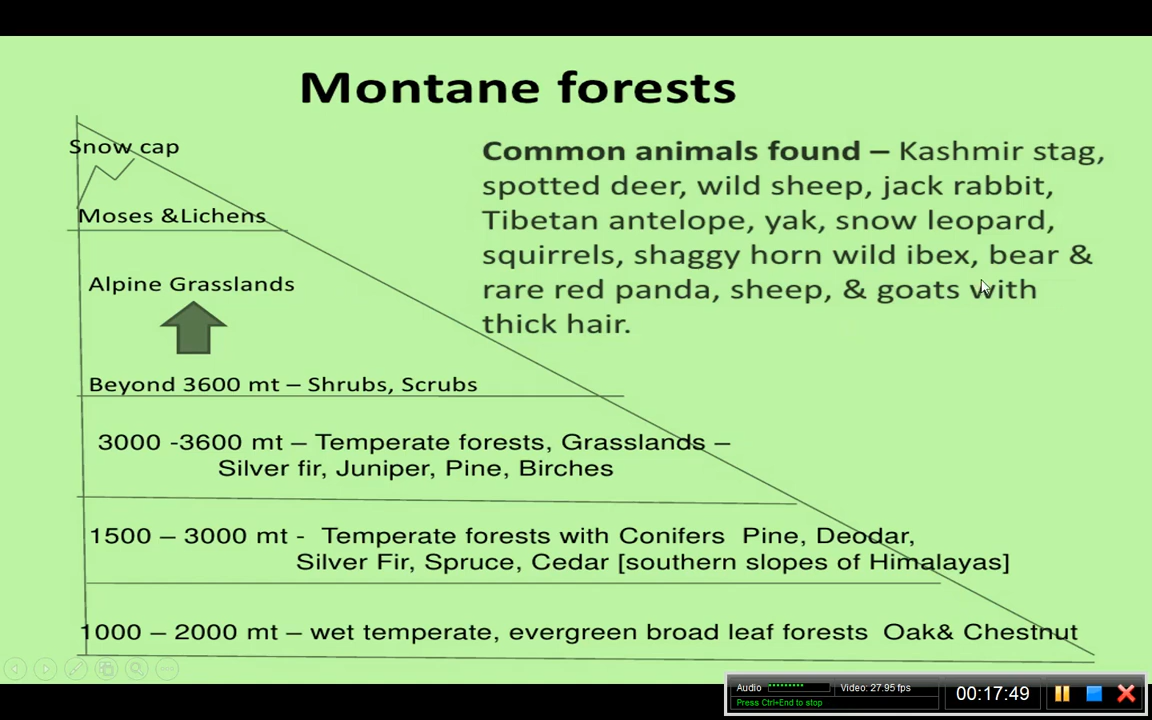 Montane forests
Snow cap
Moses &Lichens
Alpine Grasslands
Beyond 3600 mt – Shrubs, Scrubs
3000 -3600 mt – Temperate forests, Grasslands –
Silver fir, Juniper, Pine, Birches
1500 – 3000 mt - Temperate forests with Conifers Pine, Deodar,
Silver Fir, Spruce, Cedar [southern slopes of Himalayas]
1000 – 2000 mt – wet temperate, evergreen broad leaf forests Oak& Chestnut
Common animals found – Kashmir stag,
spotted deer, wild sheep, jack rabbit,
Tibetan antelope, yak, snow leopard,
squirrels, shaggy horn wild ibex, bear &
rare red panda, sheep, & goats with
thick hair.
Audio
Video: 27.95 fps
Press Ctrl+End to stop
00:17:49